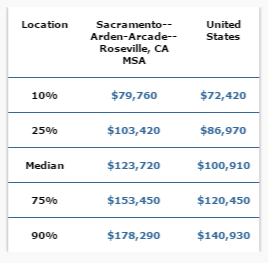 Location Sacramento-- United
Arden-Arcade-- States
Roseville, CA
MSA
10% $79,760 $72,420
25% $103,420 $86,970
Median $123,720 $100,910
75% $153,450 $120,450
90% $178,290 $140,930